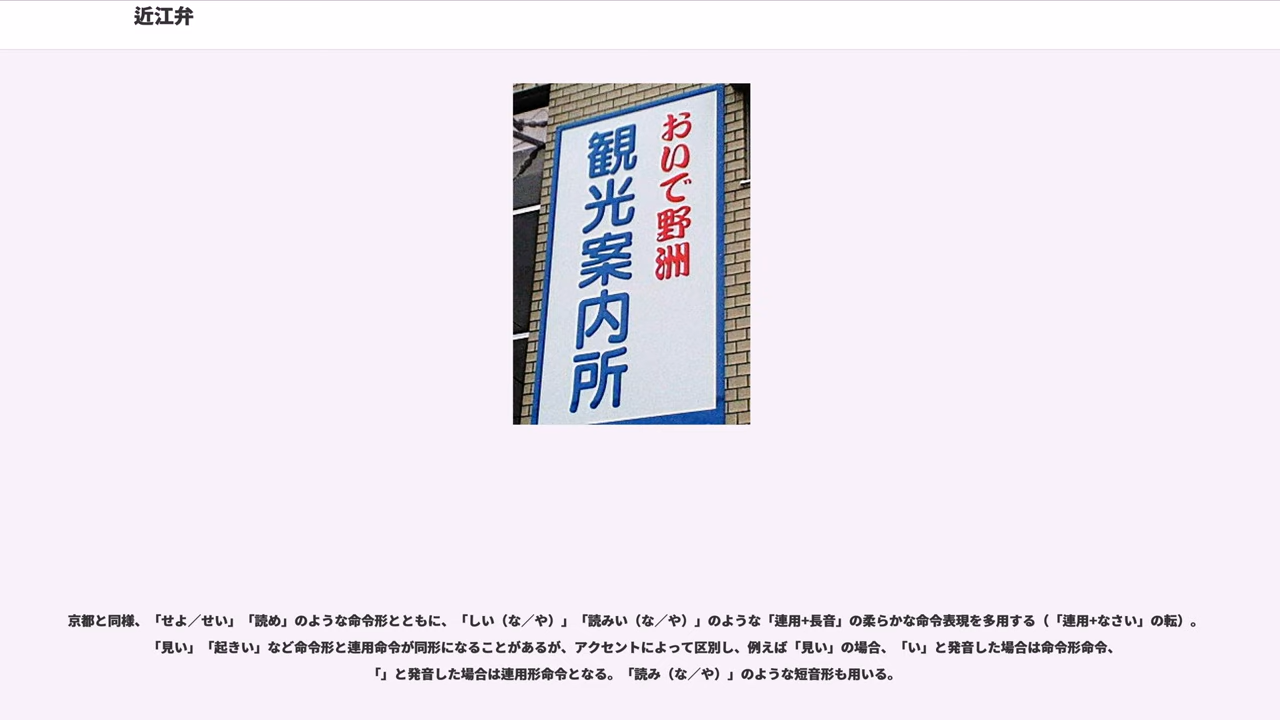 近江弁
おいで野洲
観光案内所
京都と同様、「せよ／せい」「読め」のような命令形とともに、「しい（な／や）」「読みい（な／や）」のような「連用+長音」の柔らかな命令表現を多用する（「連用+なさい」の転）。
「見い」「起きい」など命令形と連用命令が同形になることがあるが、アクセントによって区別し、例えば「見い」の場合、「い」と発音した場合は命令形命令、
「」と発音した場合は連用形命令となる。「読み（な／や）」のような短音形も用いる。